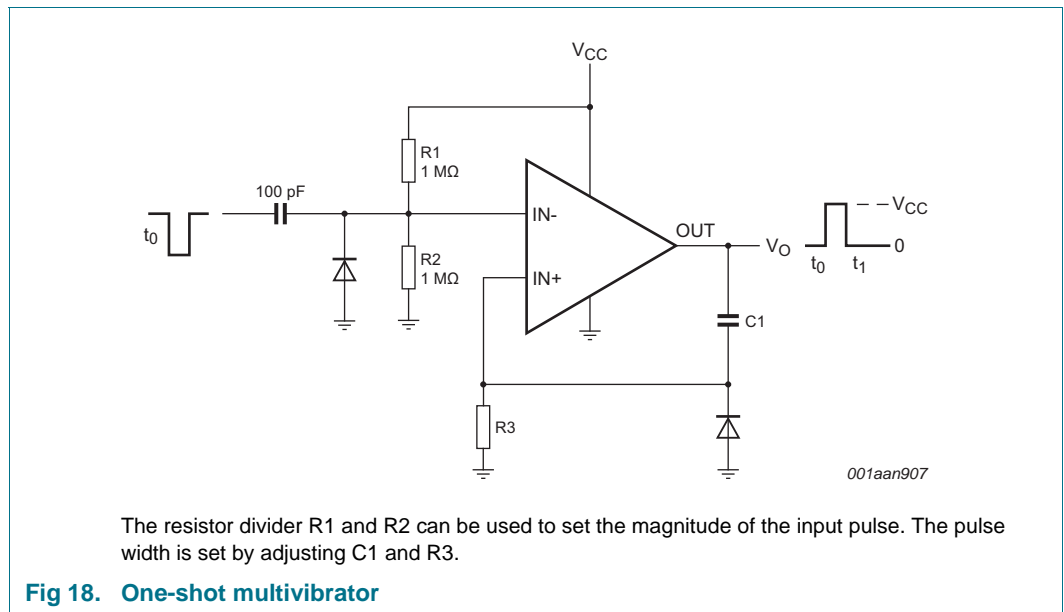 VCC
R1
1 MΩ
100 pF
t0
IN-
OUT
VO
VCC
0
t0 t1
R2
1 MΩ
IN+
C1
R3
001aan907
The resistor divider R1 and R2 can be used to set the magnitude of the input pulse. The pulse
width is set by adjusting C1 and R3.
Fig 18. One-shot multivibrator